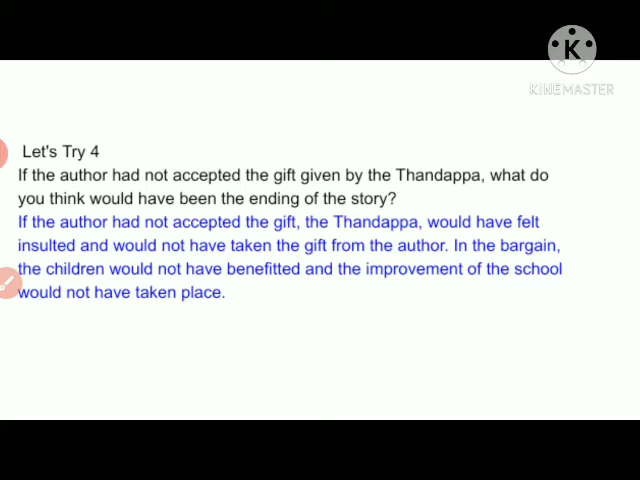 K
KINEMASTER
Let's Try 4
If the author had not accepted the gift given by the Thandappa, what do
you think would have been the ending of the story?
If the author had not accepted the gift, the Thandappa, would have felt
insulted and would not have taken the gift from the author. In the bargain,
the children would not have benefitted and the improvement of the school
would not have taken place.